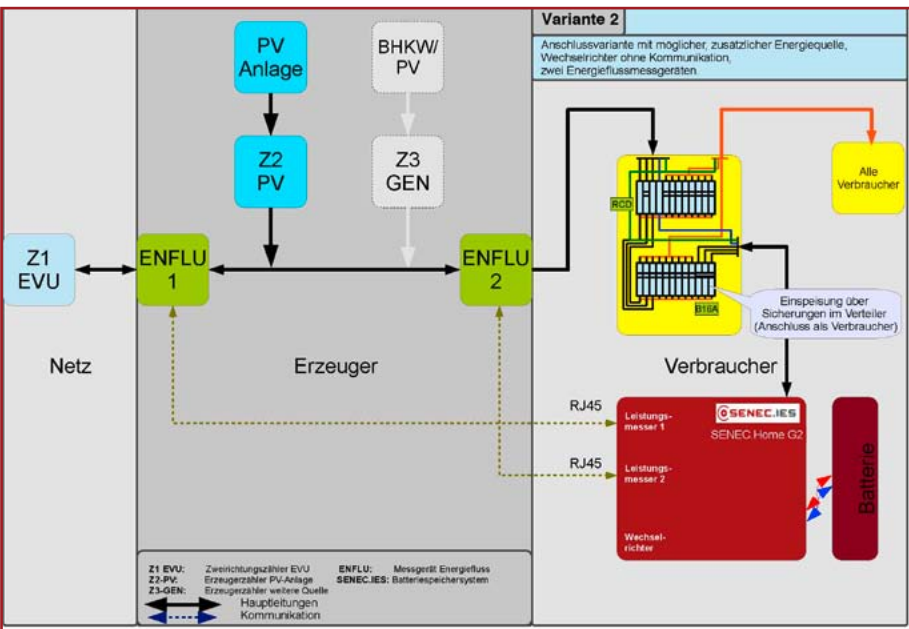 Variante 2
Anschlussvariante mit möglicher, zusätzlicher Energiequelle,
Wechselrichter ohne Kommunikation,
zwei Energieflussmessgeräten
PV
Anlage
BHKW/
PV
Z2
PV
Z3
GEN
Z1
EVU
ENFLU
1
ENFLU
2
RCD
B16A
Alle
Verbraucher
Einspeisung über
Sicherungen im Verteiler
(Anschluss als Verbraucher)
Netz
Erzeuger
Verbraucher
RJ45
RJ45
Leistungs-
messer 1
SENEC.IES
SENEC.Home G2
Leistungs-
messer 2
Wechsel-
richter
Batterie
Z1 EVU: Zweirichtungszähler EVU
Z2-PV: Erzeugerzähler PV-Anlage
Z3-GEN: Erzeugerzähler weitere Quelle
ENFLU: Messgerät Energiefluss
SENEC.IES: Batteriespeichersystem
Hauptleitungen
Kommunikation